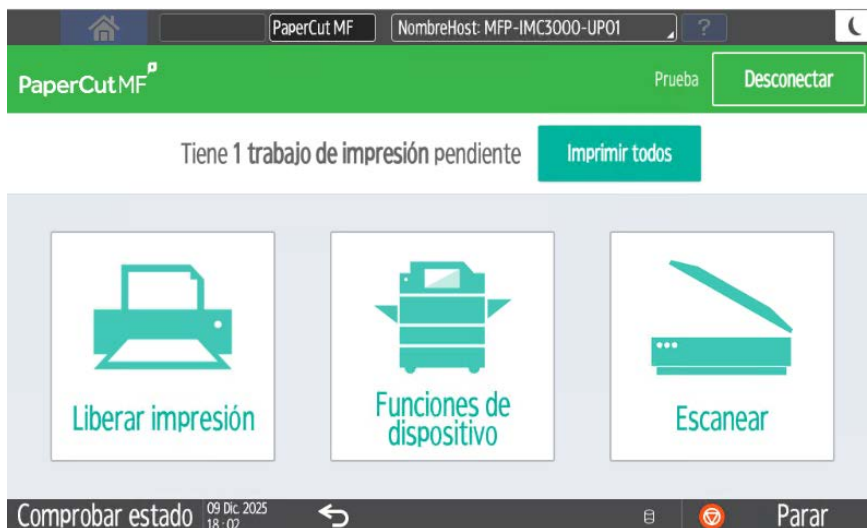 PaperCut MF
NombreHost: MFP-IMC3000-UP01
?
PaperCutMF
Prueba
Desconectar
Tiene 1 trabajo de impresión pendiente
Imprimir todos
Liberar impresión
Funciones de
dispositivo
Escanear
Comprobar estado
09 Dic. 2025
18 : 02
Parar